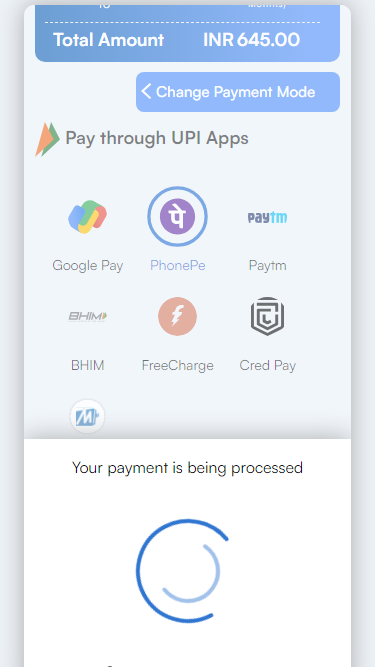 Total Amount INR 645.00
Change Payment Mode
Pay through UPI Apps
पे
paytm
Google Pay PhonePe Paytm
BHIM
BHIM FreeCharge Cred Pay
M
Your payment is being processed